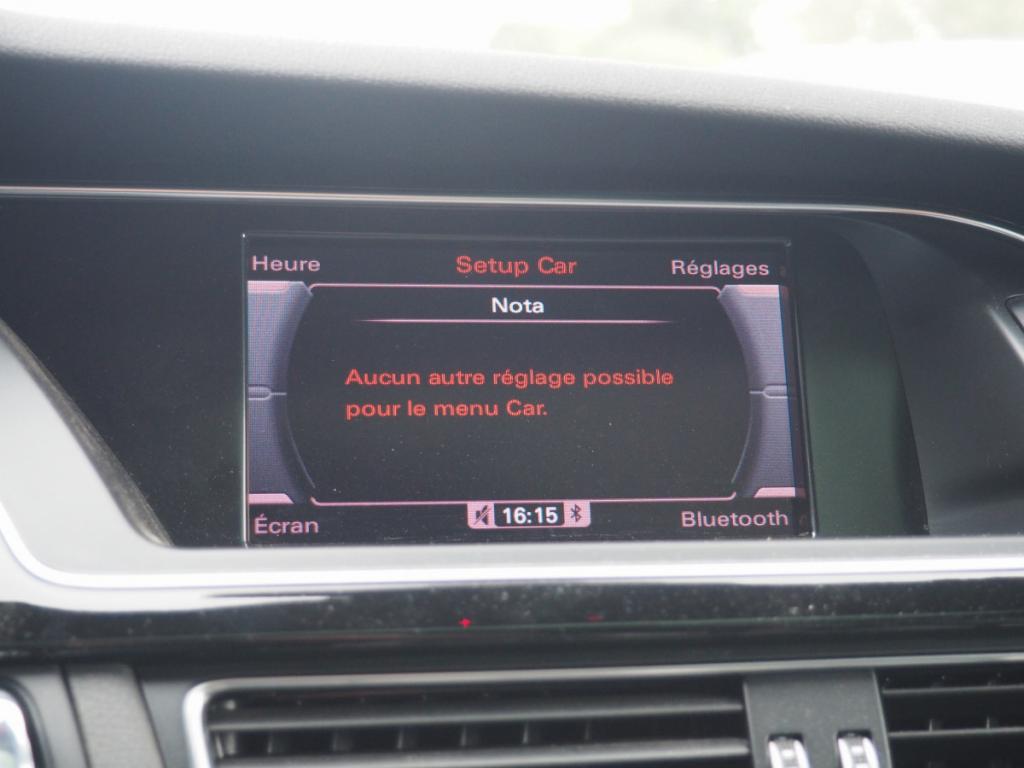 Heure Setup Car Réglages
Nota
Aucun autre réglage possible
pour le menu Car.
Écran 16:15 Bluetooth